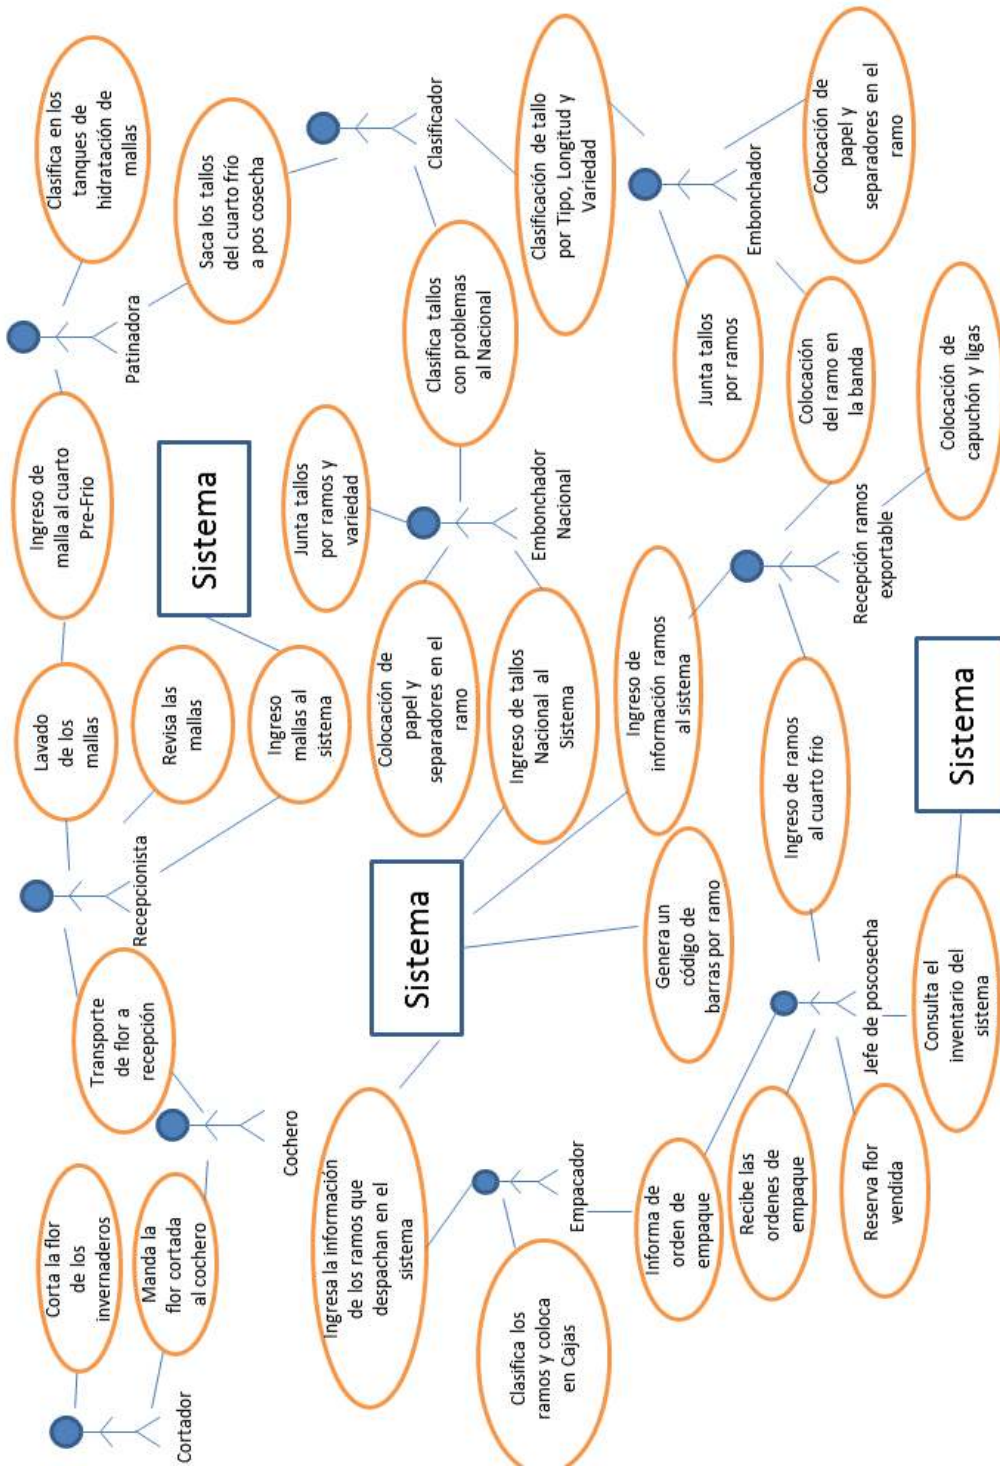 Corta la flor
de los
invernaderos
Manda la
flor cortada
al cochero
Cortador
Transporte
de flor a
recepción
Cochero
Lavado
de los
mallas
Revisa las
mallas
Ingreso
mallas al
sistema
Recepcionista
Ingreso de
malla al cuarto
Pre-Frio
Sistema
Patinadora
Clasifica en los
tanques de
hidratación de
mallas
Saca los tallos
del cuarto frío
a pos cosecha
Clasificador
Clasifica tallos
con problemas
al Nacional
Clasificación de tallo
por Tipo, Longitud y
Variedad
Junta tallos
por ramos y
variedad
Embonchador
Nacional
Colocación de
papel y
separadores en el
ramo
Ingreso de tallos
Nacional al
Sistema
Sistema
Ingresa la información
de los ramos que
despachan en el
sistema
Genera un
código de
barras por ramo
Ingreso de
información ramos
al sistema
Embonchador
Junta tallos
por ramos
Colocación de
papel y
separadores en el
ramo
Colocación
del ramo en
la banda
Recepción ramos
exportable
Colocación de
capuchón y ligas
Ingreso de ramos
al cuarto frio
Empacador
Clasifica los
ramos y coloca
en Cajas
Informa de
orden de
empaque
Recibe las
ordenes de
empaque
Reserva flor
vendida
Jefe de poscosecha
Consulta el
inventario del
sistema
Sistema